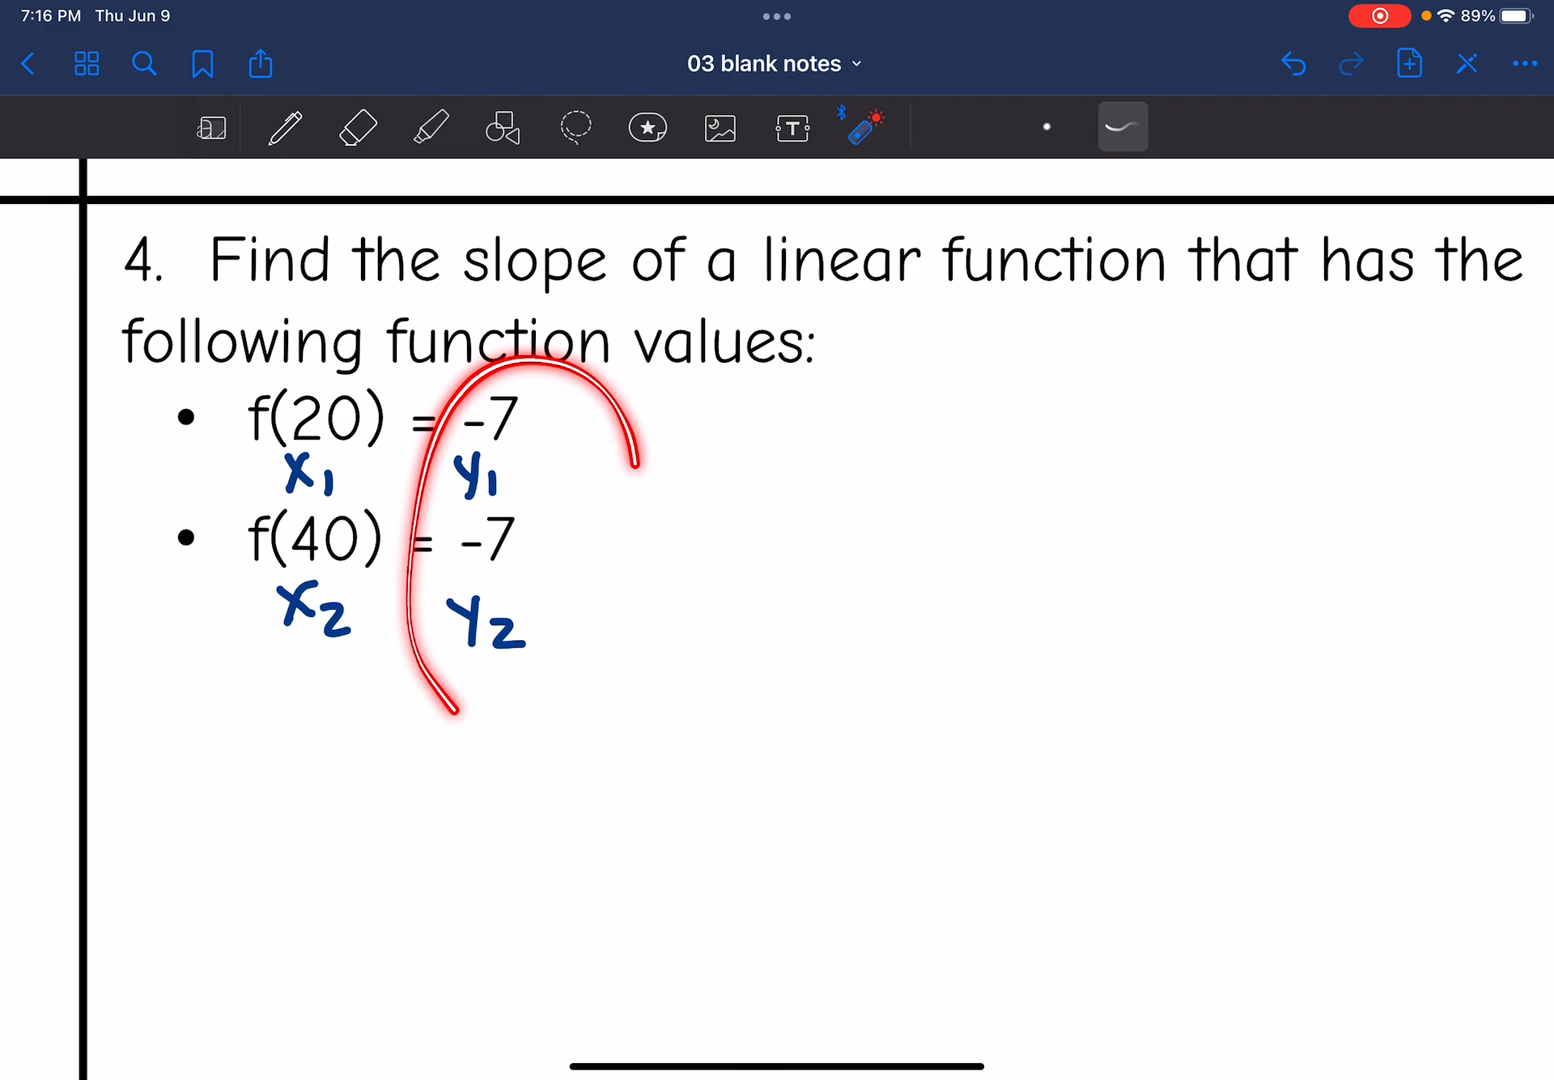 7:16 PM Thu Jun 9
89%
03 blank notes
T
4. Find the slope of a linear function that has the
following function values:
• f(20) = -7
x₁ y₁
• f(40) = -7
x₂ y₂